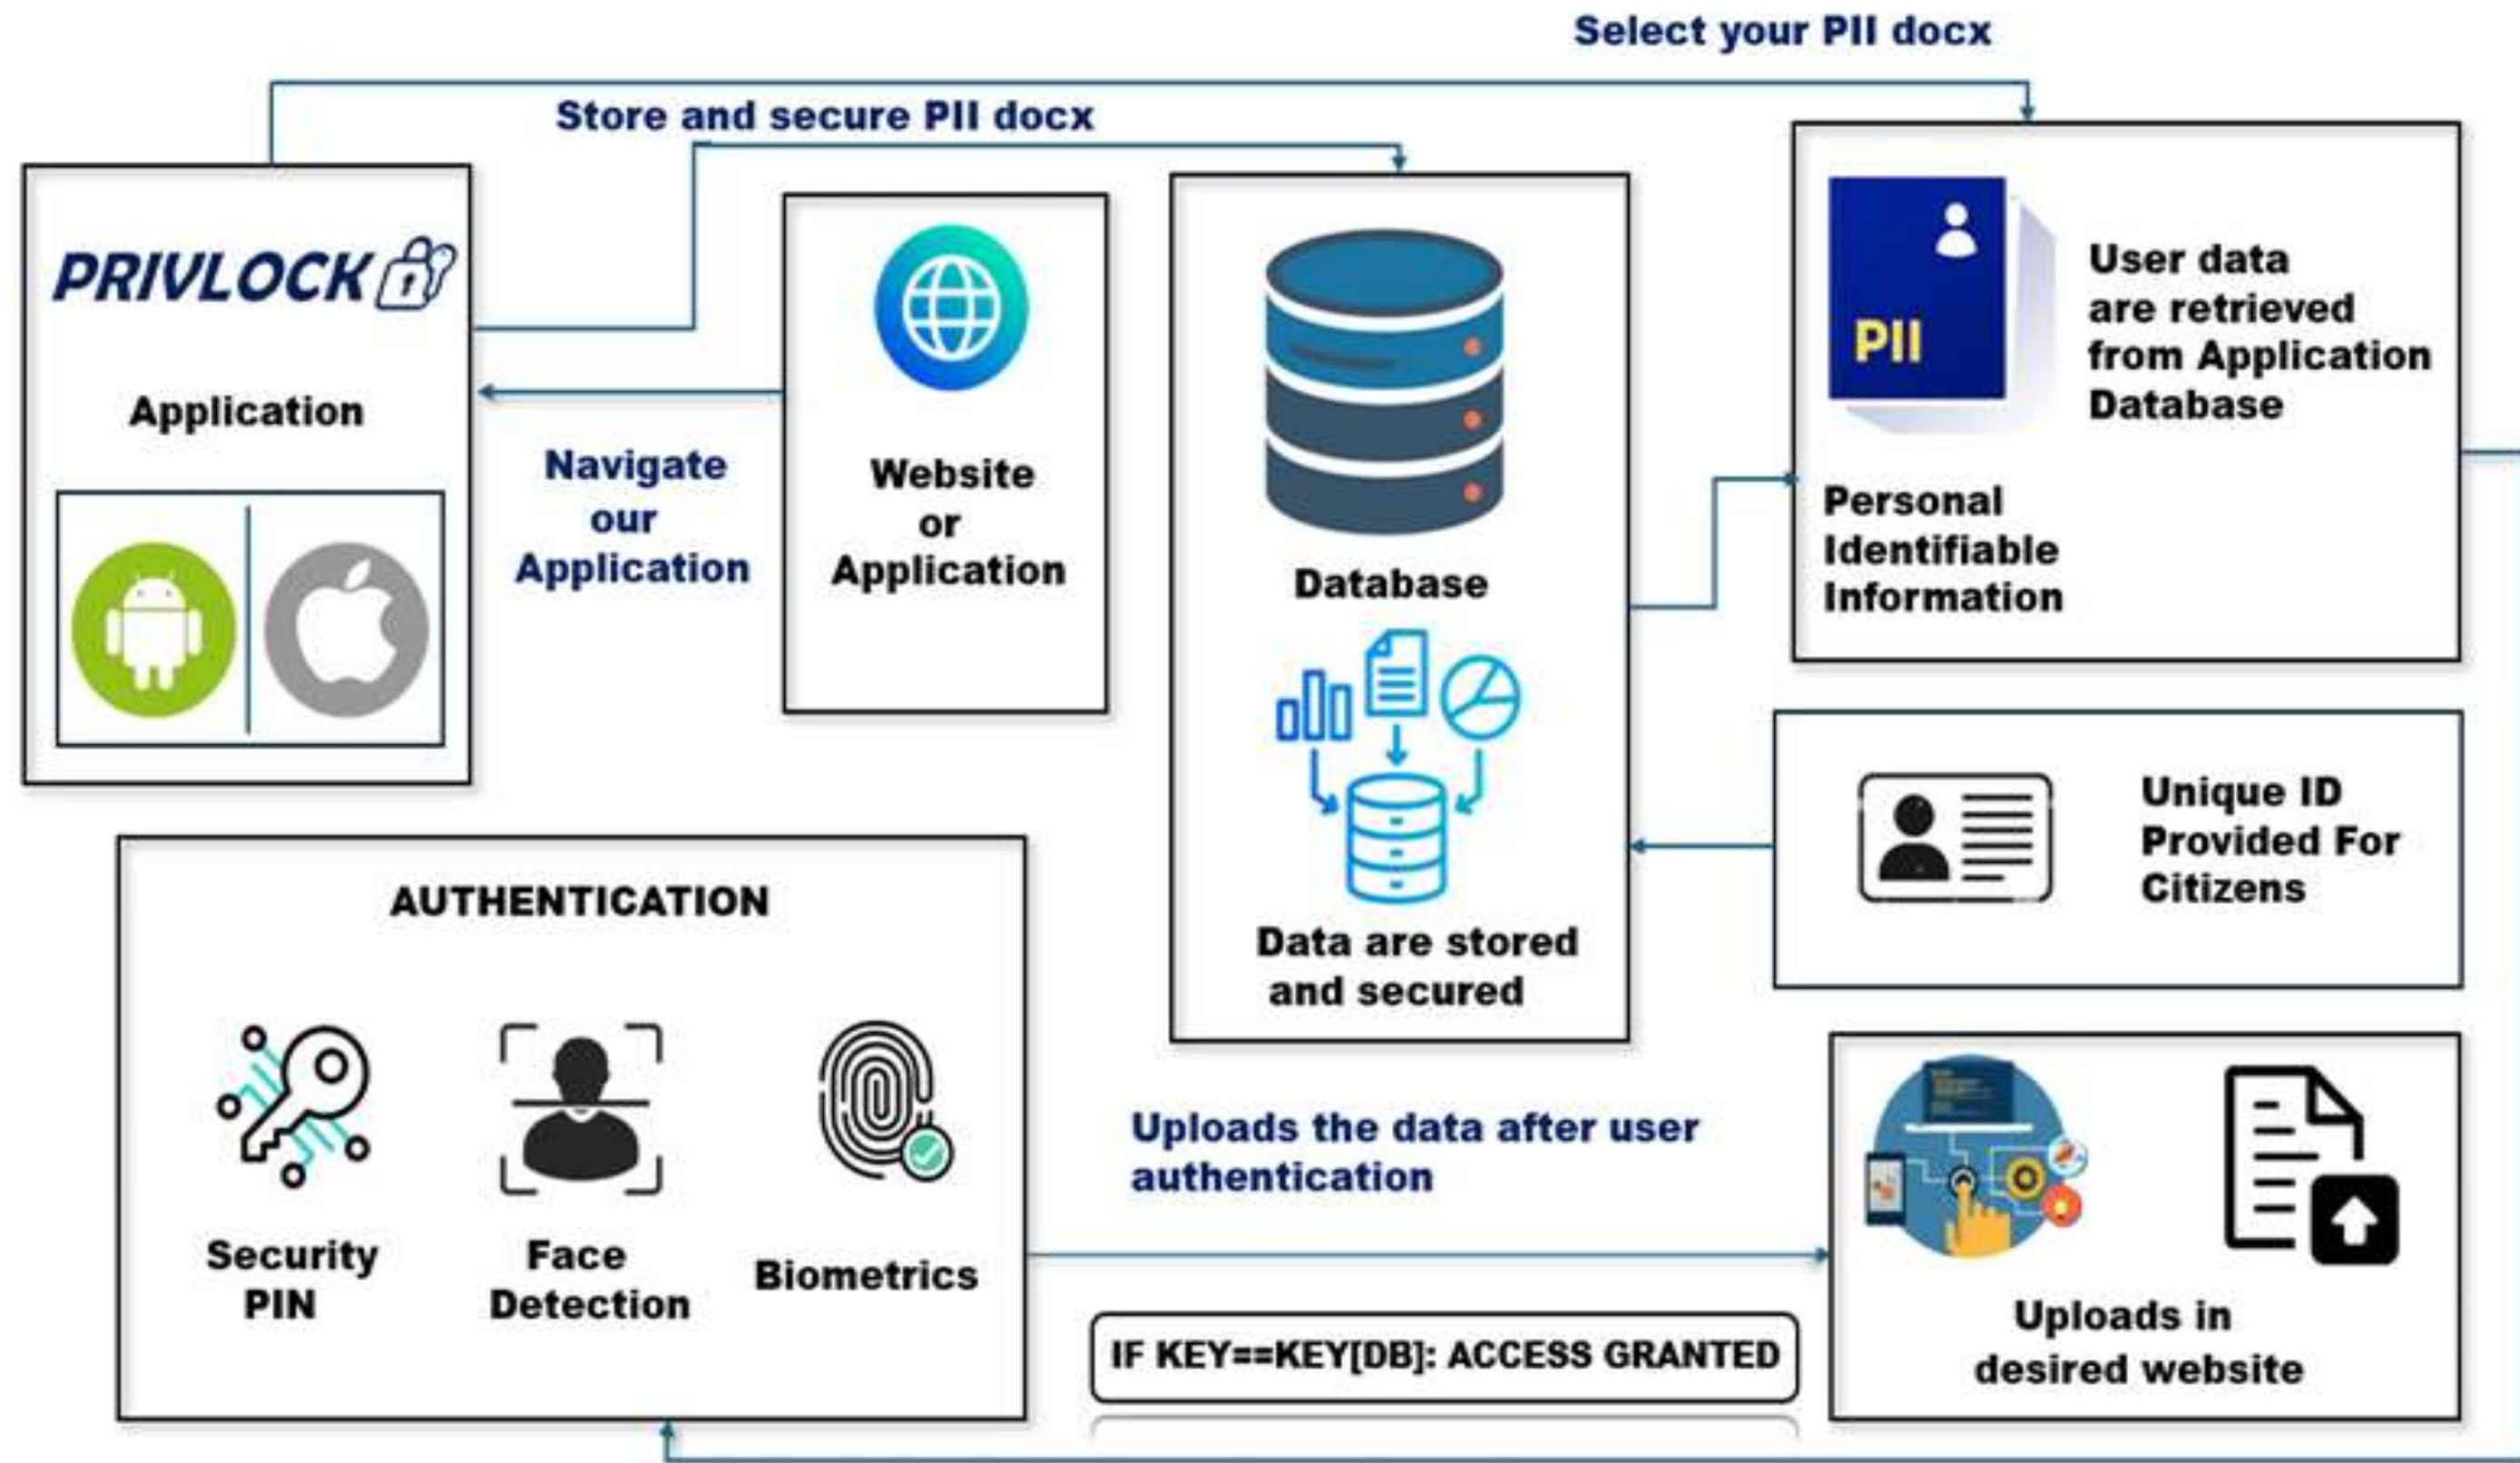 Select your PII docx
Store and secure PII docx
PRIVLOCK
Application
Navigate
our
Application
Website
or
Application
Database
Data are stored
and secured
PII
User data
are retrieved
from Application
Database
Personal
Identifiable
Information
Unique ID
Provided For
Citizens
AUTHENTICATION
Security
PIN
Face
Detection
Biometrics
Uploads the data after user
authentication
IF KEY==KEY[DB]: ACCESS GRANTED
Uploads in
desired website